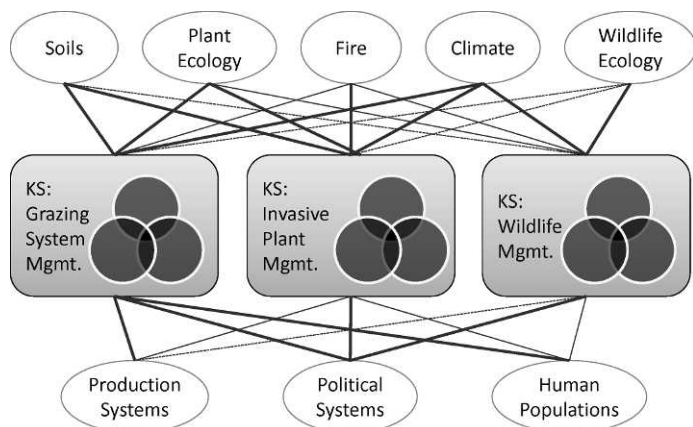 Soils
Plant
Ecology
Fire
Climate
Wildlife
Ecology
KS:
Grazing
System
Mgmt.
KS:
Invasive
Plant
Mgmt.
KS:
Wildlife
Mgmt.
Production
Systems
Political
Systems
Human
Populations